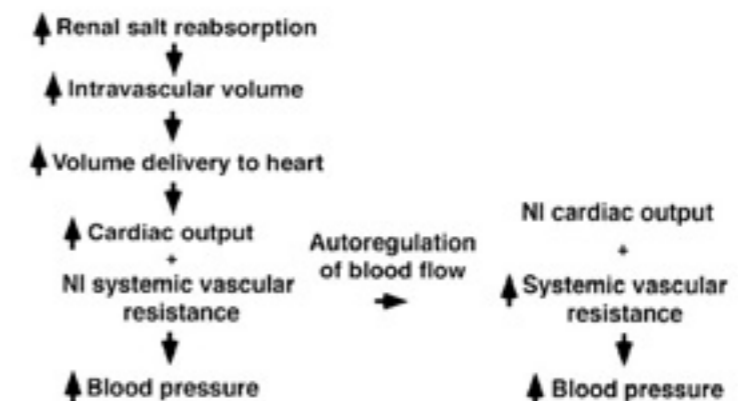 Renal salt reabsorption
Intravascular volume
Volume delivery to heart
Cardiac output
+
Nl systemic vascular
resistance
Blood pressure
Autoregulation
of blood flow
Nl cardiac output
+
Systemic vascular
resistance
Blood pressure